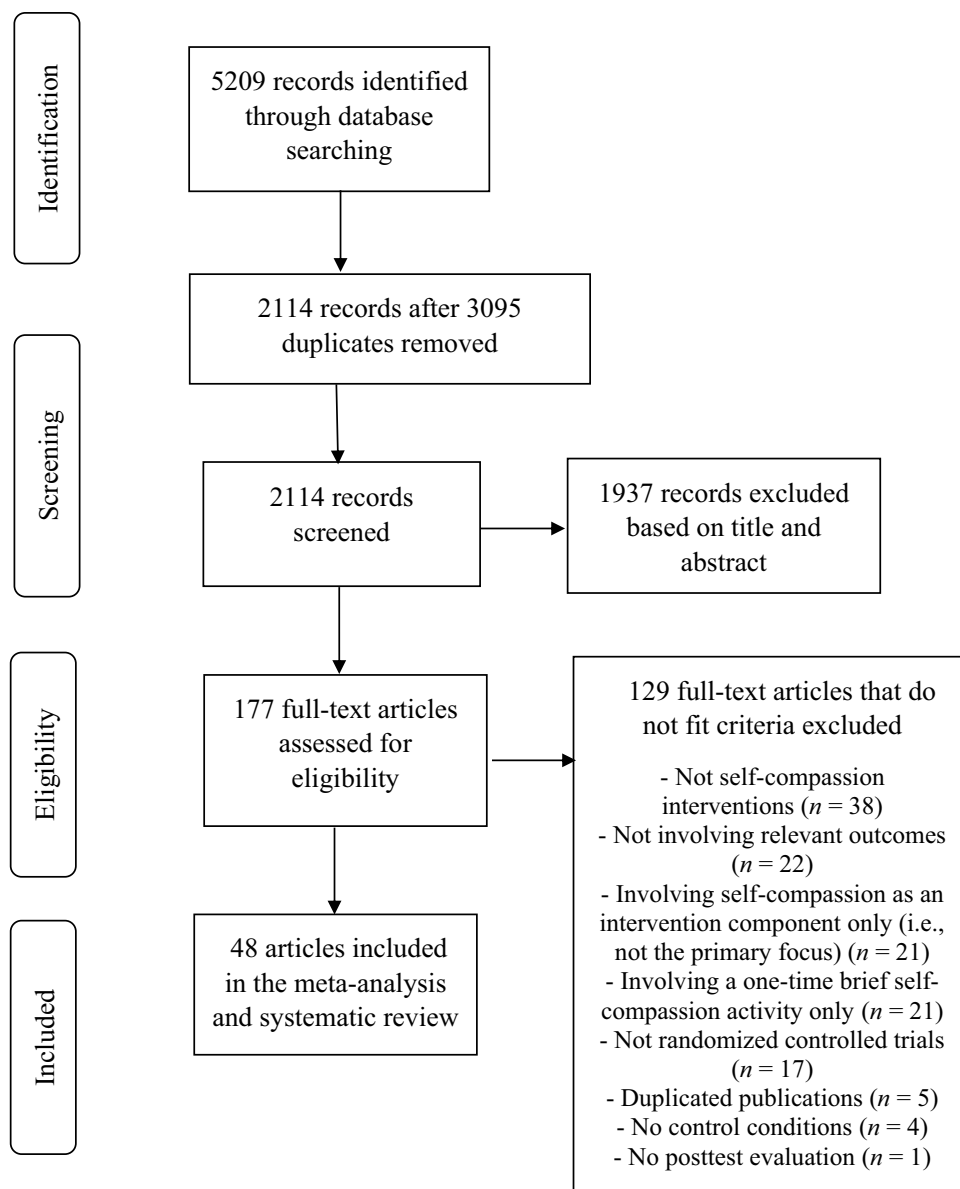 Identification
5209 records identified
through database
searching
2114 records after 3095
duplicates removed
Screening
2114 records
screened
1937 records excluded
based on title and
abstract
Eligibility
177 full-text articles
assessed for
eligibility
129 full-text articles that do
not fit criteria excluded
- Not self-compassion
interventions (n = 38)
- Not involving relevant outcomes
(n = 22)
- Involving self-compassion as an
intervention component only (i.e.,
not the primary focus) (n = 21)
- Involving a one-time brief self-
compassion activity only (n = 21)
- Not randomized controlled trials
(n = 17)
- Duplicated publications (n = 5)
- No control conditions (n = 4)
- No posttest evaluation (n = 1)
Included
48 articles included
in the meta-analysis
and systematic review